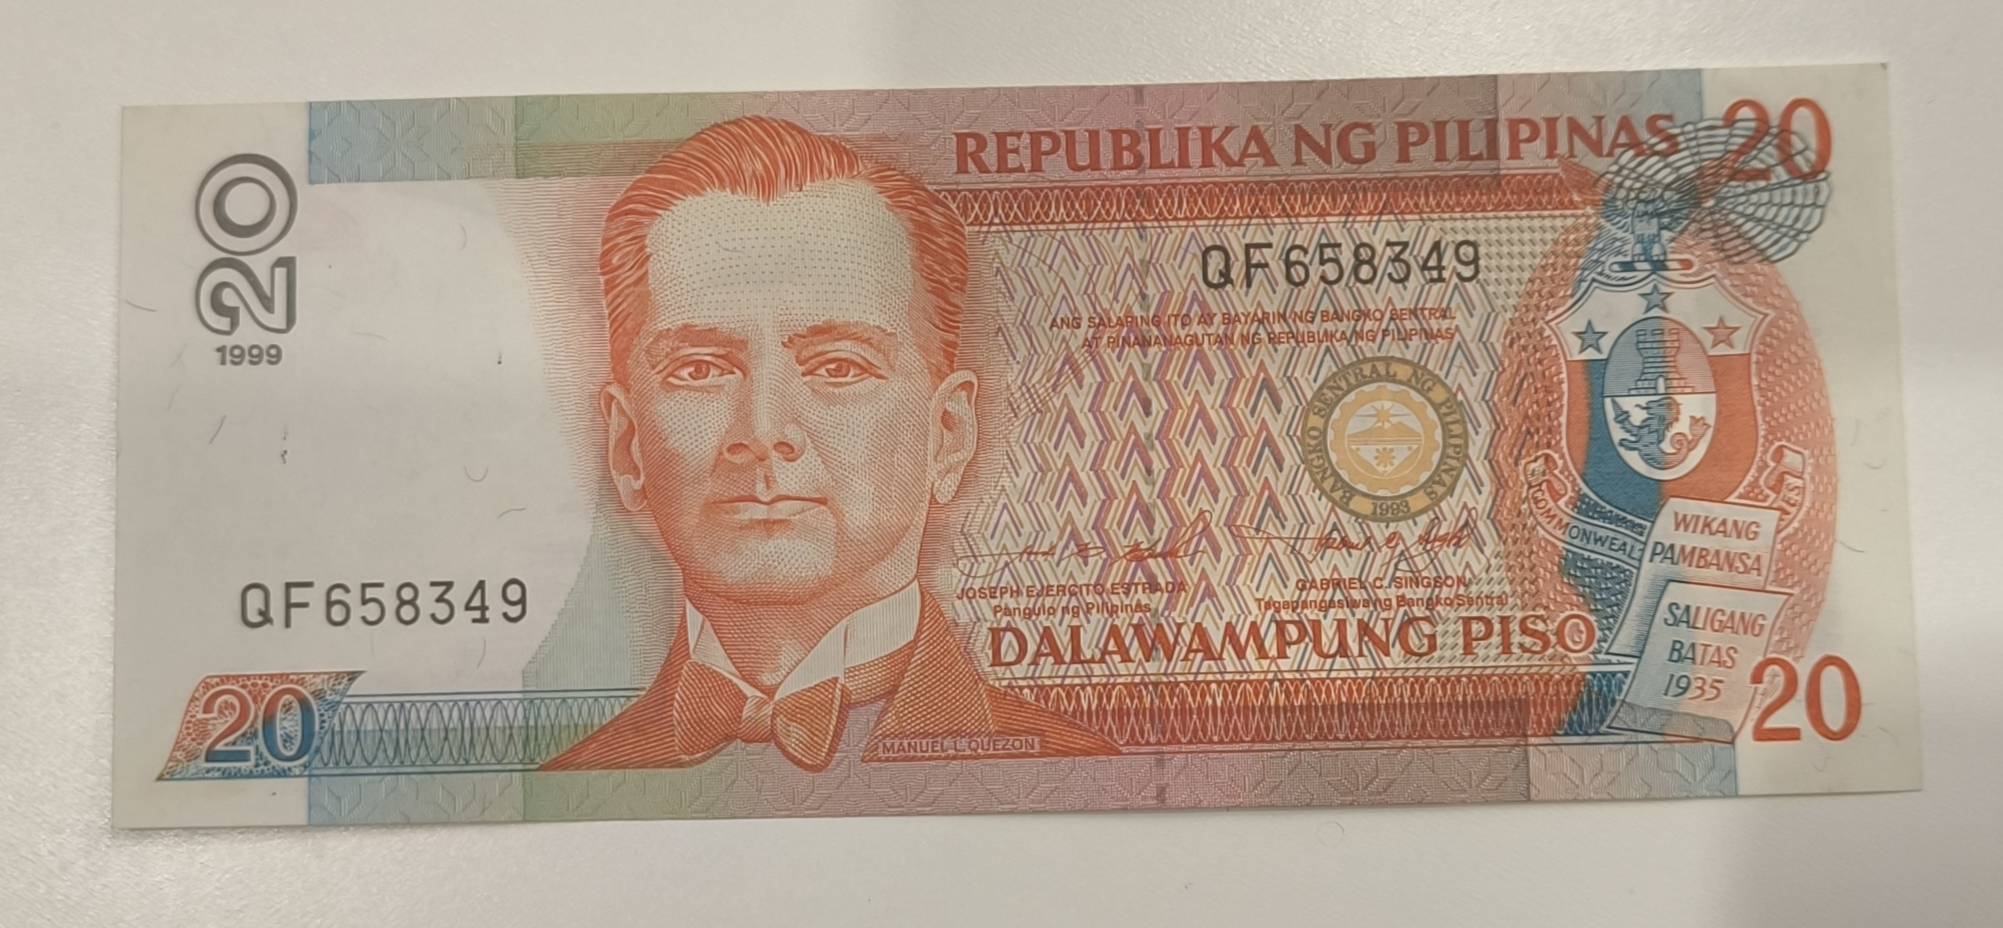 REPUBLIKA NG PILIPINAS
20
20
1999
QF658349
ANG SALAPING ITO AY BAYARIN NG BANGKO SENTRAL
AT PINANANAGUTAN NG REPUBLIKA NG PILIPINAS
BANGKO SENTRAL NG PILIPINAS
1993
QF658349
JOSEPH EJERCITO ESTRADA
Pangulo ng Pilipinas
GABRIEL C. SINGSON
Tagapangasiwa ng Bangko Sentral
DALAWAMPUNG PISO
WIKANG
PAMBANSA
SALIGANG
BATAS
1935
20
MANUEL L. QUEZON
20